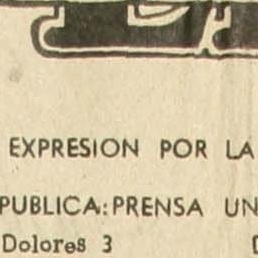 EXPRESION POR LA
PUBLICA: PRENSA UN
Dolores 3